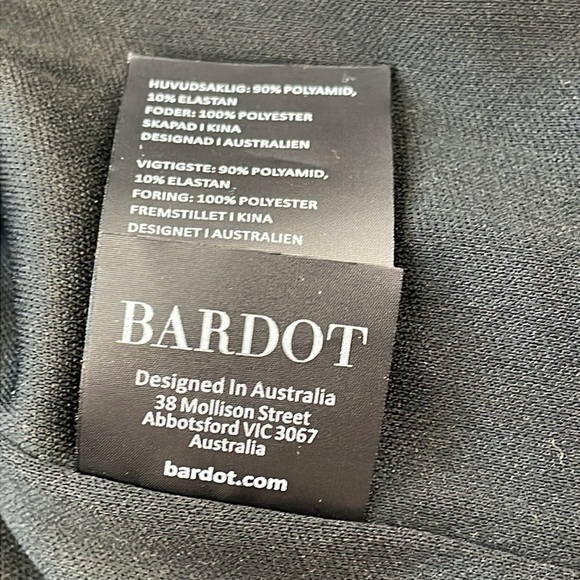 HUVUDSAKLIG: 90% POLYAMID,
10% ELASTAN
FODER: 100% POLYESTER
SKAPAD I KINA
DESIGNAD I AUSTRALIEN
VIGTIGSTE: 90% POLYAMID,
10% ELASTAN
FORING: 100% POLYESTER
FREMSTILLET I KINA
DESIGNET I AUSTRALIEN
BARDOT
Designed In Australia
38 Mollison Street
Abbotsford VIC 3067
Australia
bardot.com